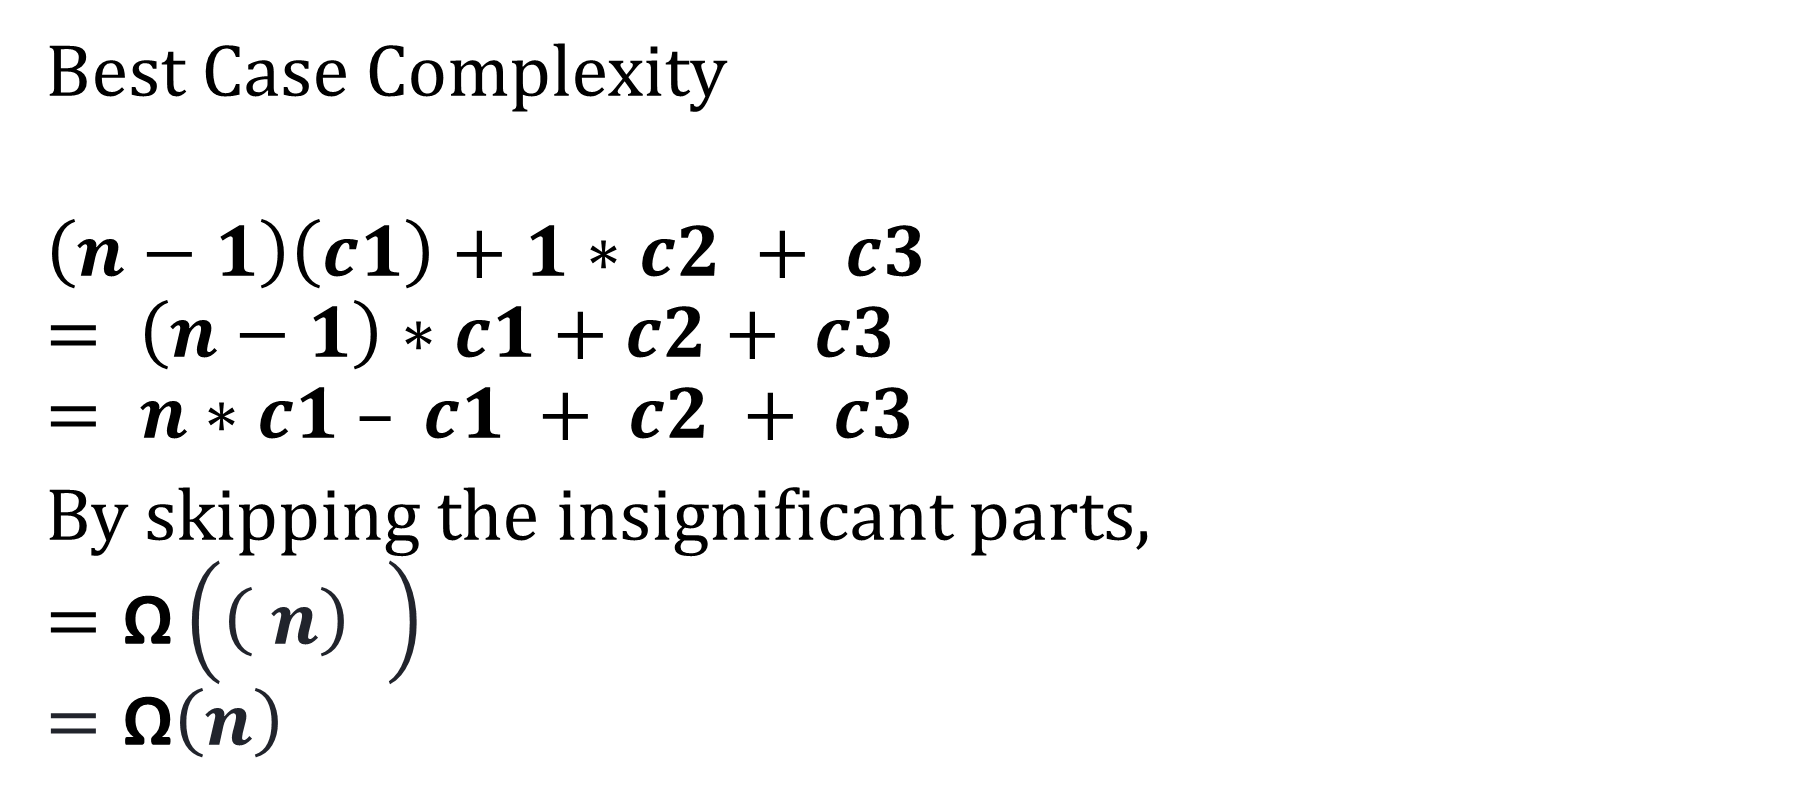 Best Case Complexity
(n − 1)(c1) + 1 ∗ c2 + c3
= (n − 1) ∗ c1 + c2 + c3
= n ∗ c1 – c1 + c2 + c3
By skipping the insignificant parts,
= Ω(( n) )
= Ω(n)